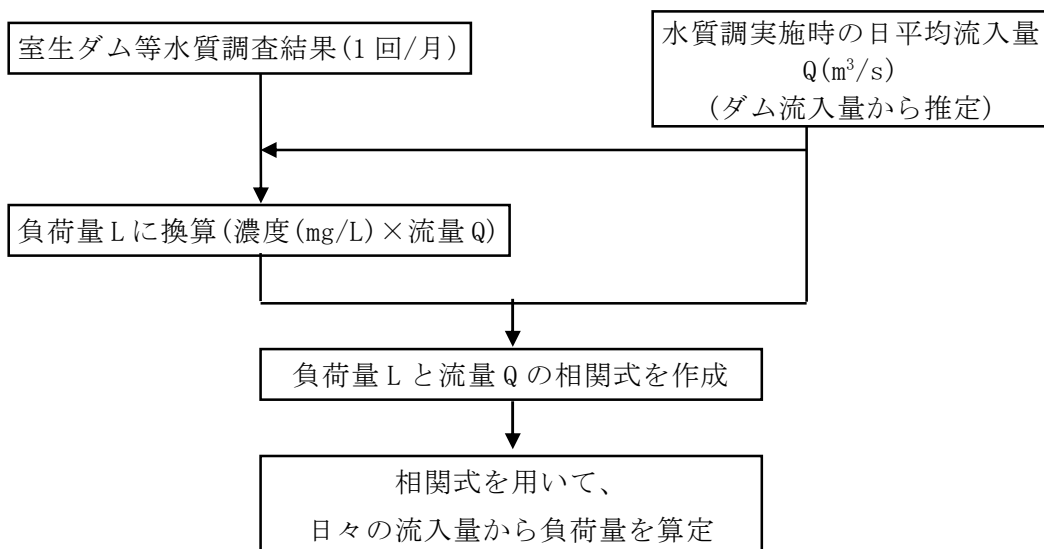 室生ダム等水質調査結果(1回/月)
水質調実施時の日平均流入量
Q(m³/s)
(ダム流入量から推定)
負荷量Lに換算(濃度(mg/L)×流量Q)
負荷量Lと流量Qの相関式を作成
相関式を用いて、
日々の流入量から負荷量を算定